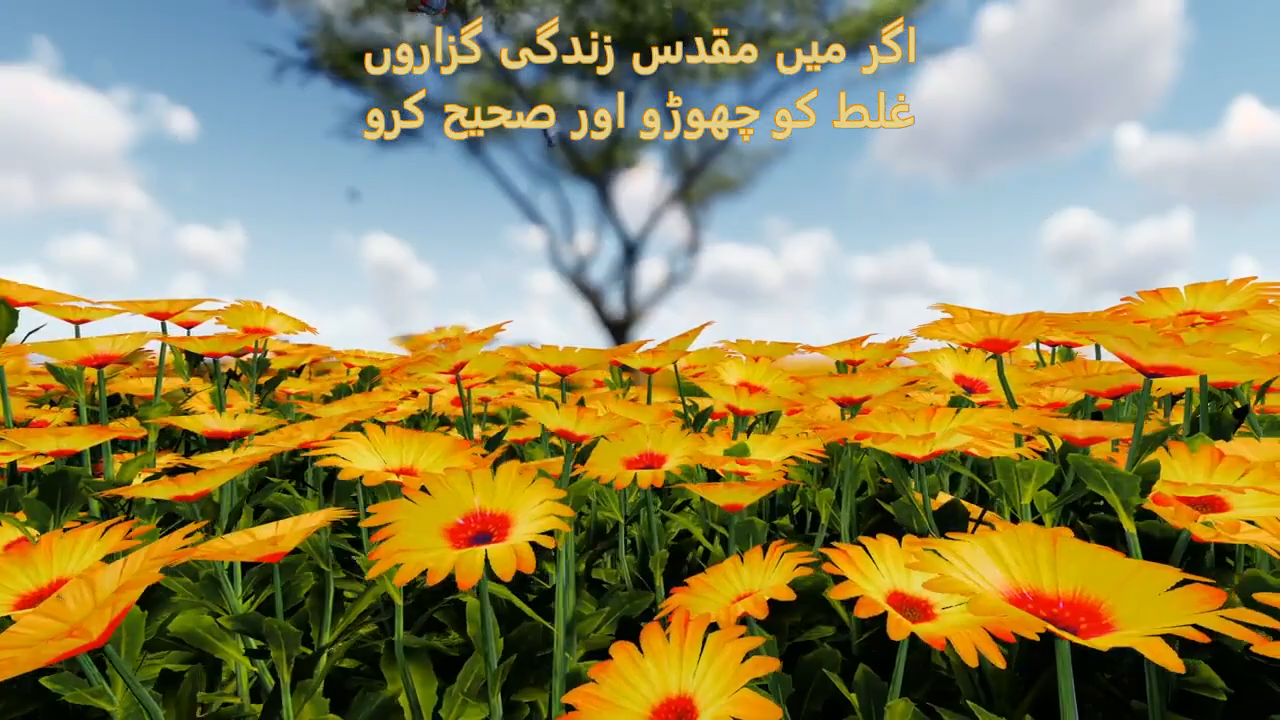 اگر میں مقدس زندگی گزاروں
غلط کو چھوڑو اور صحیح کرو